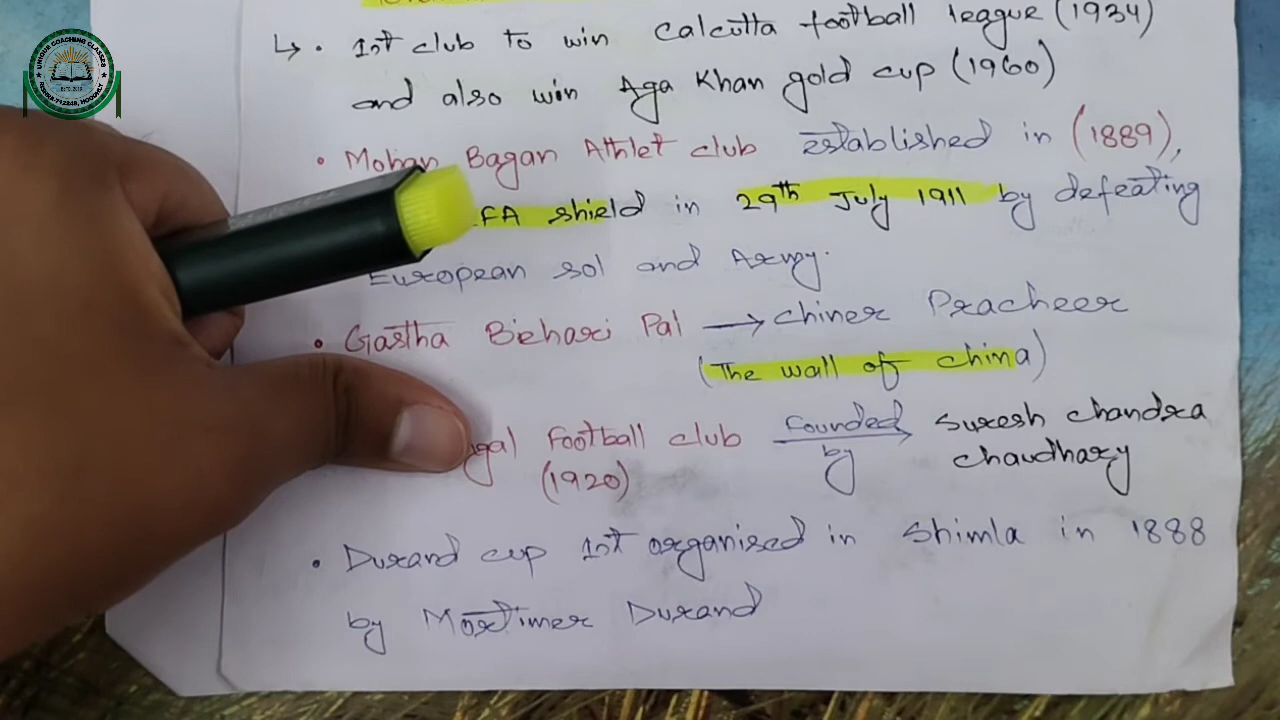 ↳ • 1st club to win Calcutta football league (1934)
and also win Aga Khan gold cup (1960)
• Mohan Bagan Athlet club Established in (1889),
FA shield in 29th July 1911 by defeating
European sol and Army.
• Gastha Biehari Pal → Chiner Pracheer
(The wall of china)
Football club founded by Suresh Chandra
(1920) Chaudhary
• Durand cup 1st organised in Shimla in 1888
by Mortimer Durand
UNIQUE COACHING CLASSES